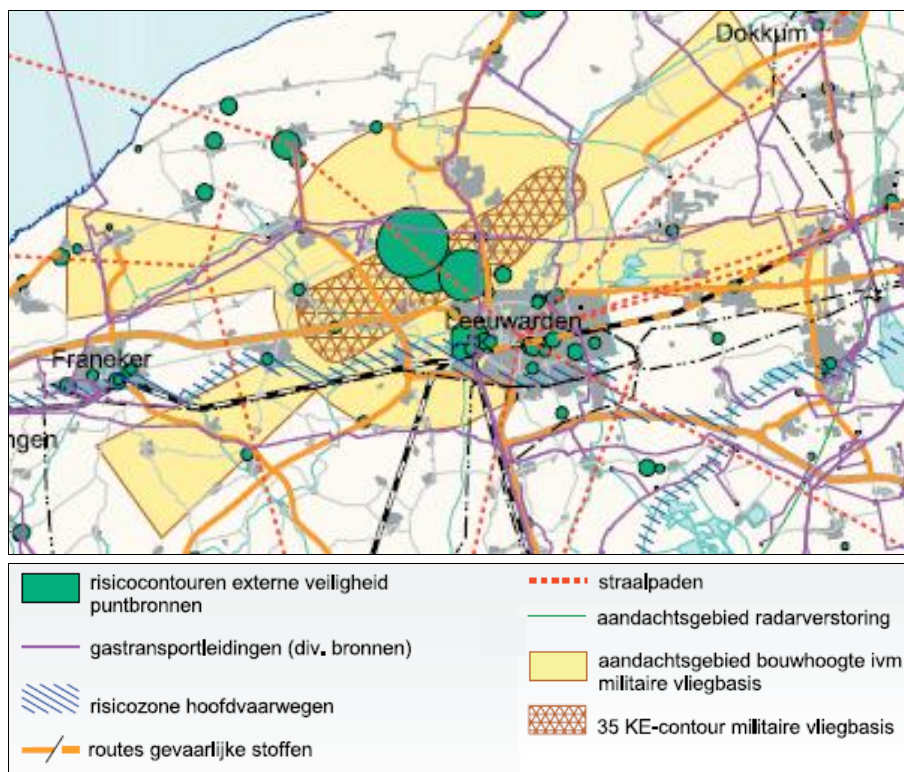 Dokkum
Leeuwarden
Franeker
ngen
risicocontouren externe veiligheid
puntbronnen
gastransportleidingen (div. bronnen)
risicozone hoofdvaarwegen
routes gevaarlijke stoffen
straalpaden
aandachtsgebied radarverstoring
aandachtsgebied bouwhoogte ivm
militaire vliegbasis
35 KE-contour militaire vliegbasis